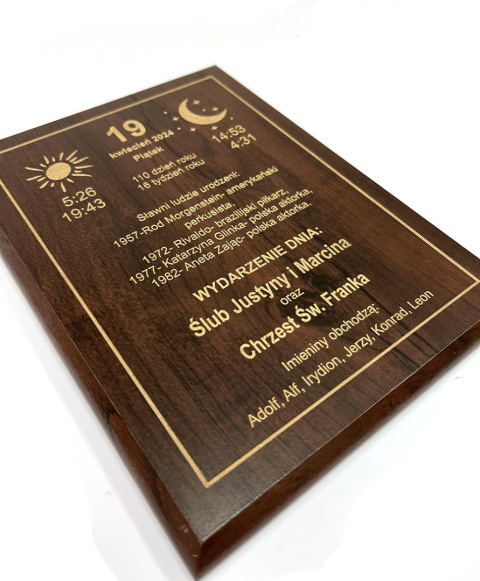 19
kwiecień 2024
Piątek
5:26
19:43
14:53
4:31
110 dzień roku
16 tydzień roku
Sławni ludzie urodzeni:
1957-Rod Morgenstein- amerykański
perkusista,
1972- Rivaldo- brazilijski piłkarz,
1977- Katarzyna Glinka- polska aktorka,
1982- Aneta Zając- polska aktorka.
WYDARZENIE DNIA:
Ślub Justyny i Marcina
oraz
Chrzest Św. Franka
Imieniny obchodzą:
Adolf, Alf, Irydion, Jerzy, Konrad, Leon